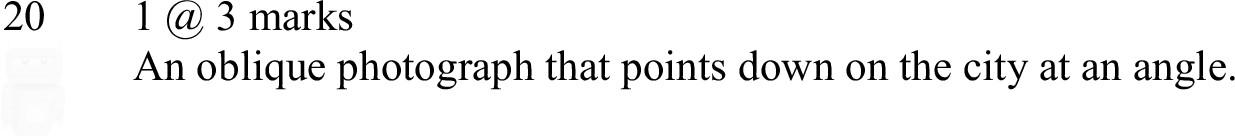 20 1 @ 3 marks
An oblique photograph that points down on the city at an angle.